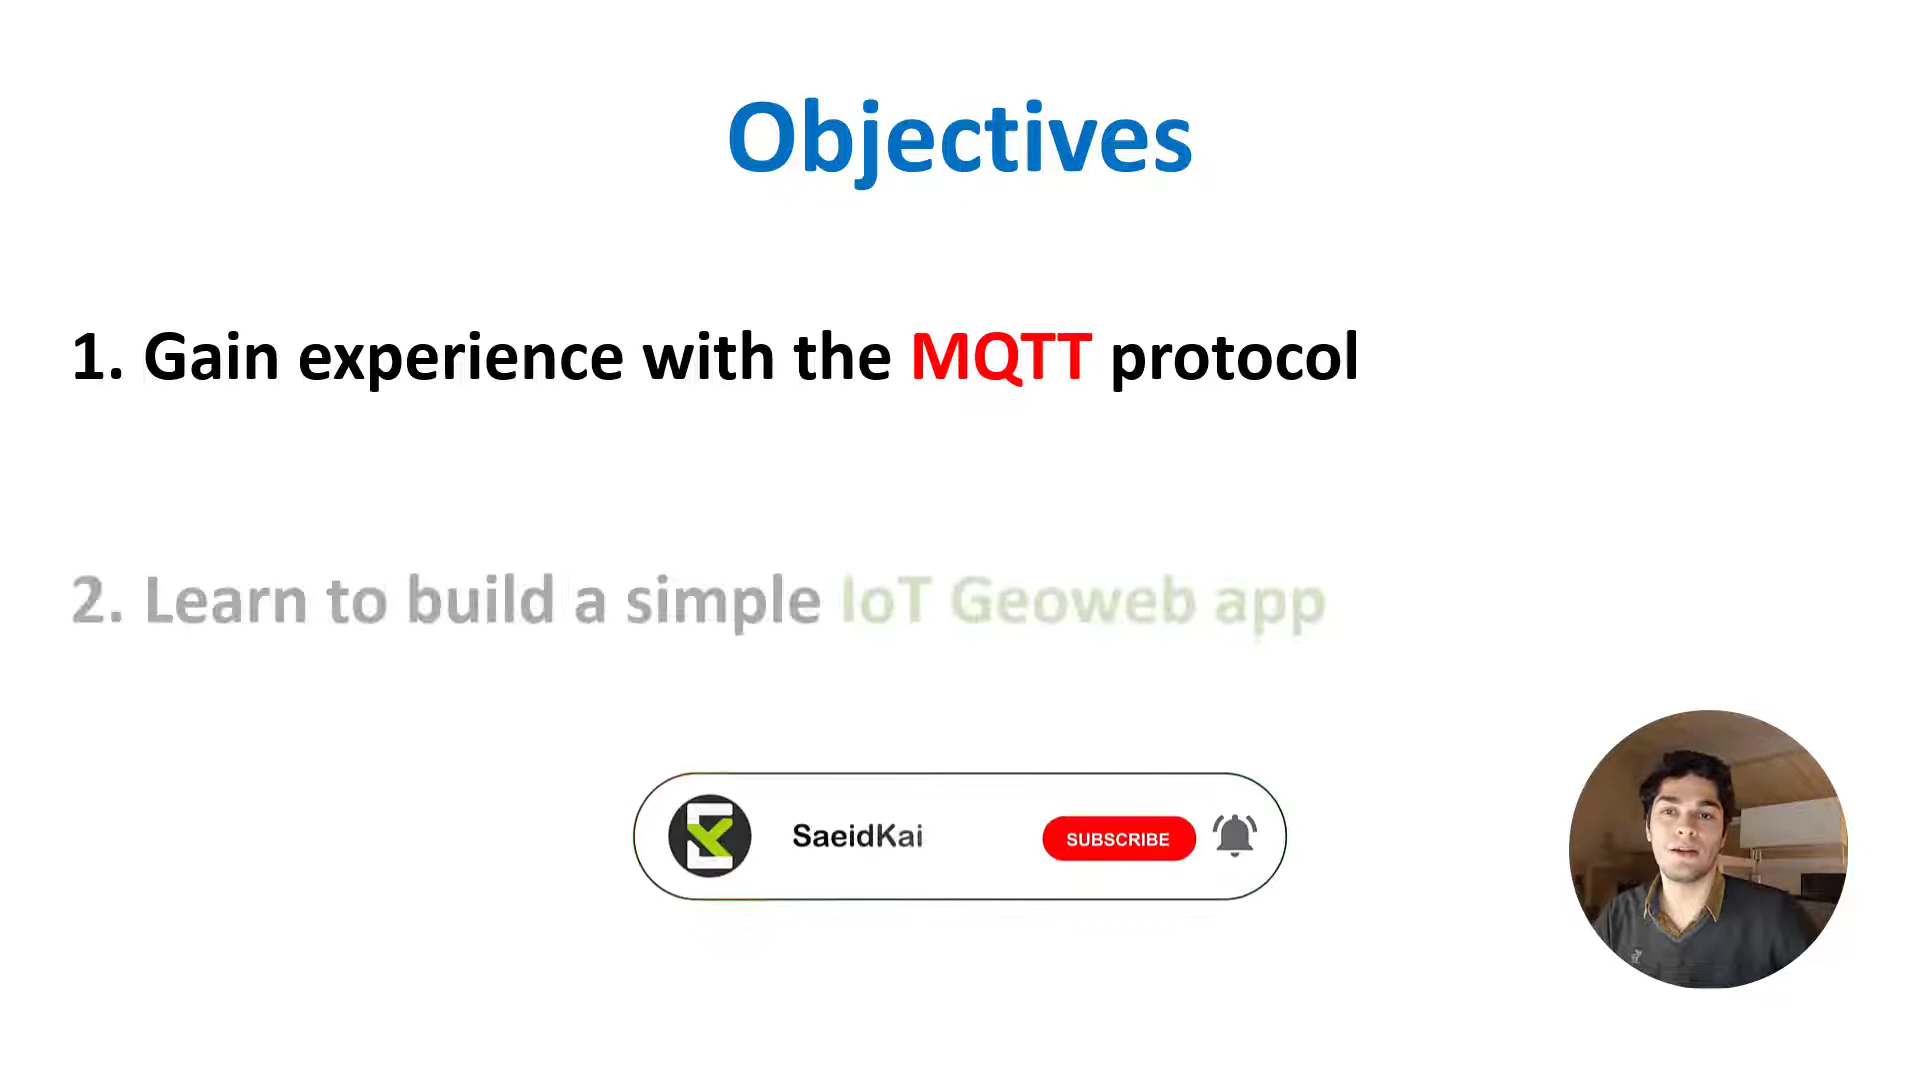 Objectives
1. Gain experience with the MQTT protocol
2. Learn to build a simple IoT Geoweb app
SaeidKai
SUBSCRIBE